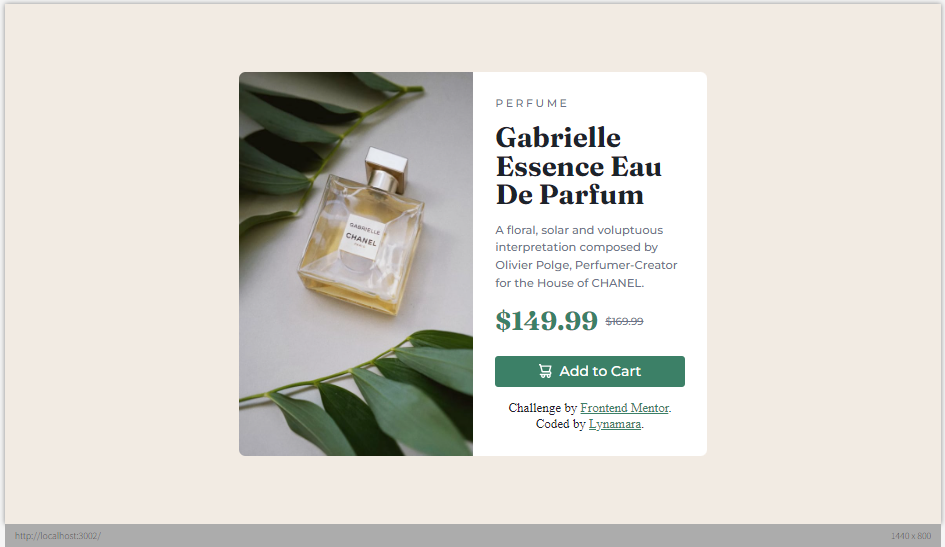 PERFUME
Gabrielle
Essence Eau
De Parfum
A floral, solar and voluptuous
interpretation composed by
Olivier Polge, Perfumer-Creator
for the House of CHANEL.
$149.99 $169.99
Add to Cart
Challenge by Frontend Mentor.
Coded by Lynamara.
GABRIELLE
CHANEL
PARIS
http://localhost:3002/
1440 x 800